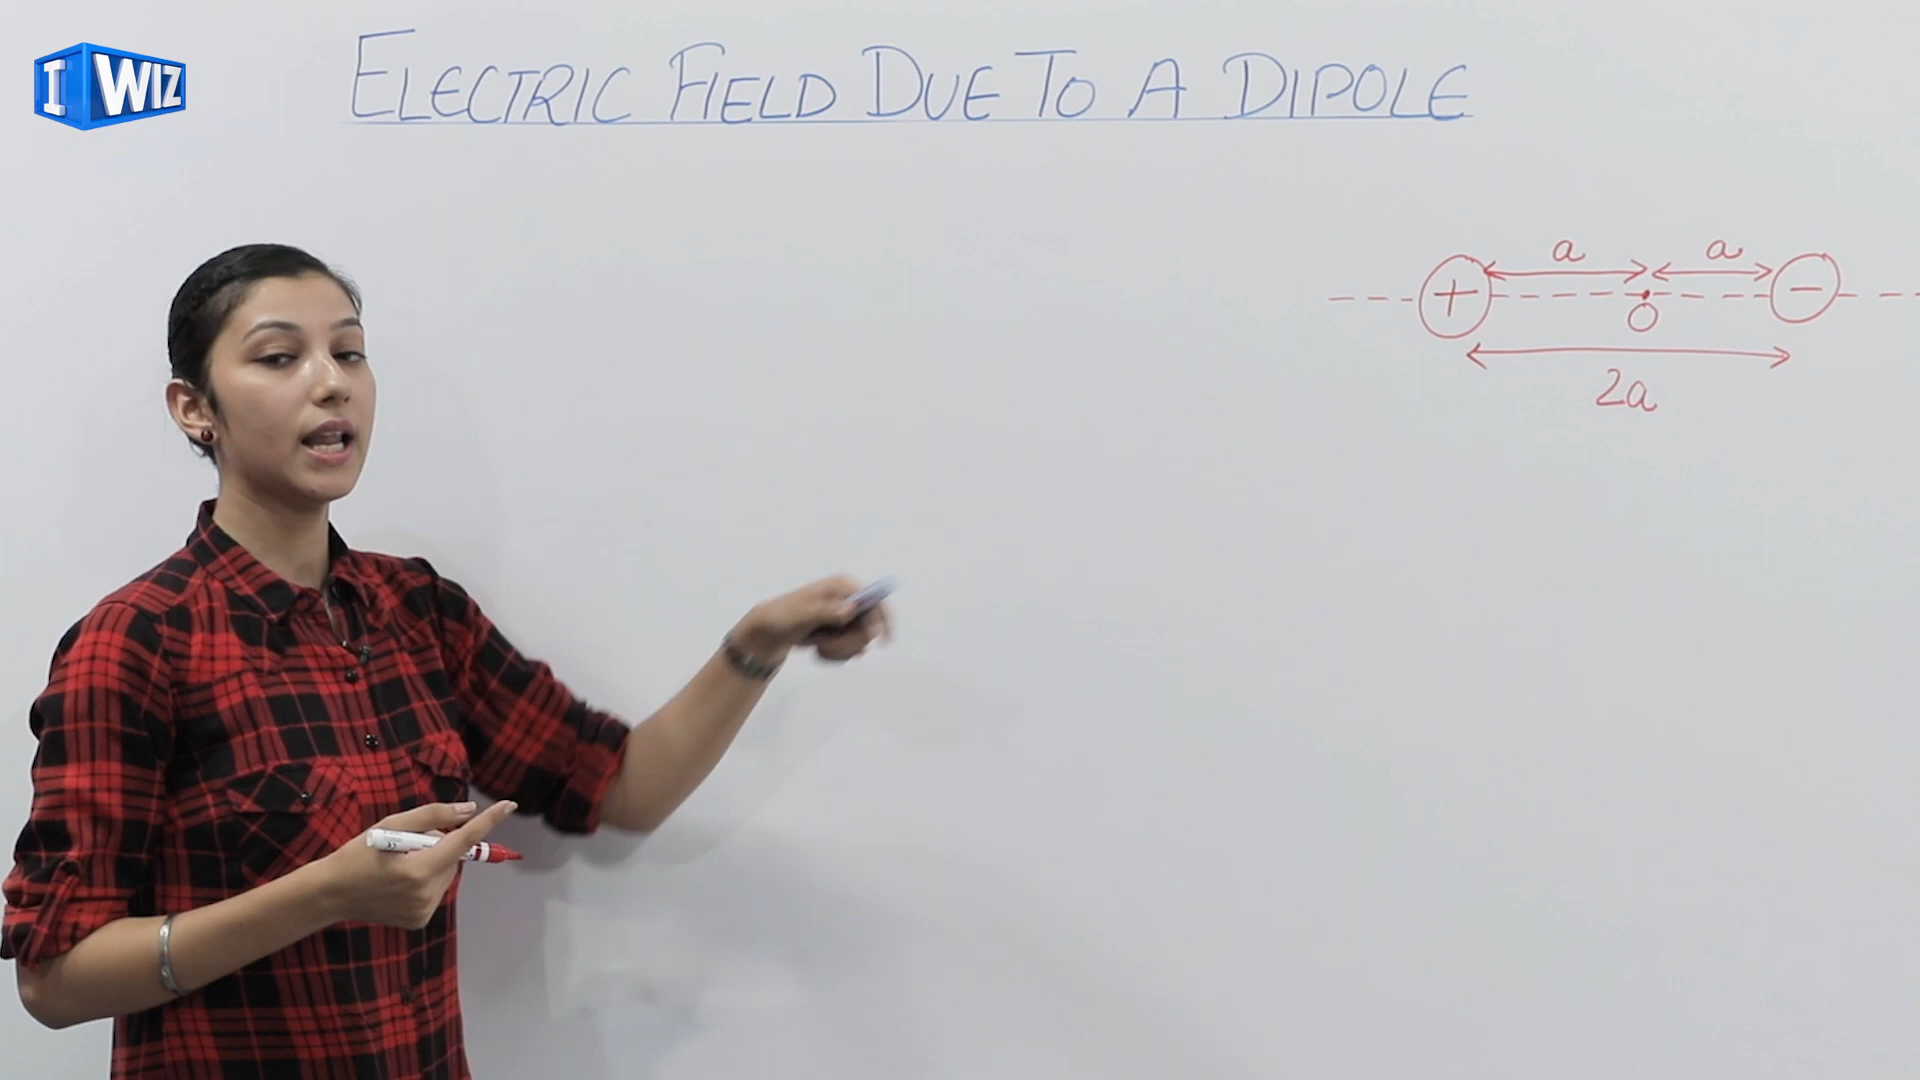 I WIZ
ELECTRIC FIELD DUE TO A DIPOLE
a a
+ -
O
2a